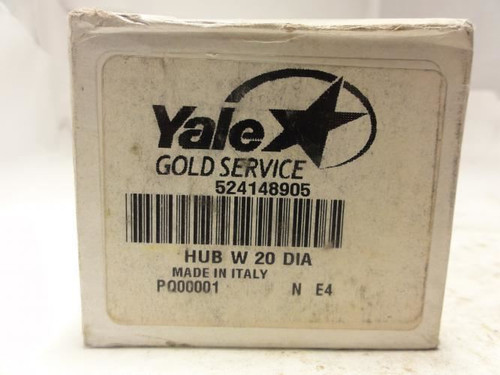 Yale
GOLD SERVICE
524148905
HUB W 20 DIA
MADE IN ITALY
PQ00001 N E4